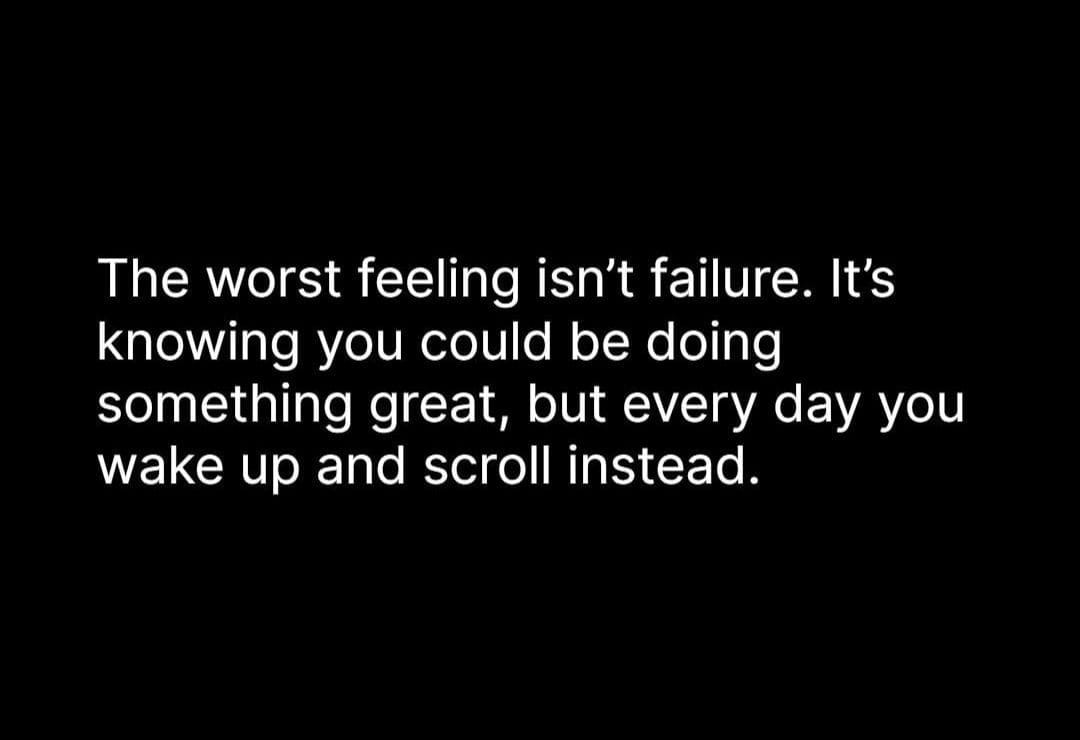 The worst feeling isn’t failure. It’s
knowing you could be doing
something great, but every day you
wake up and scroll instead.